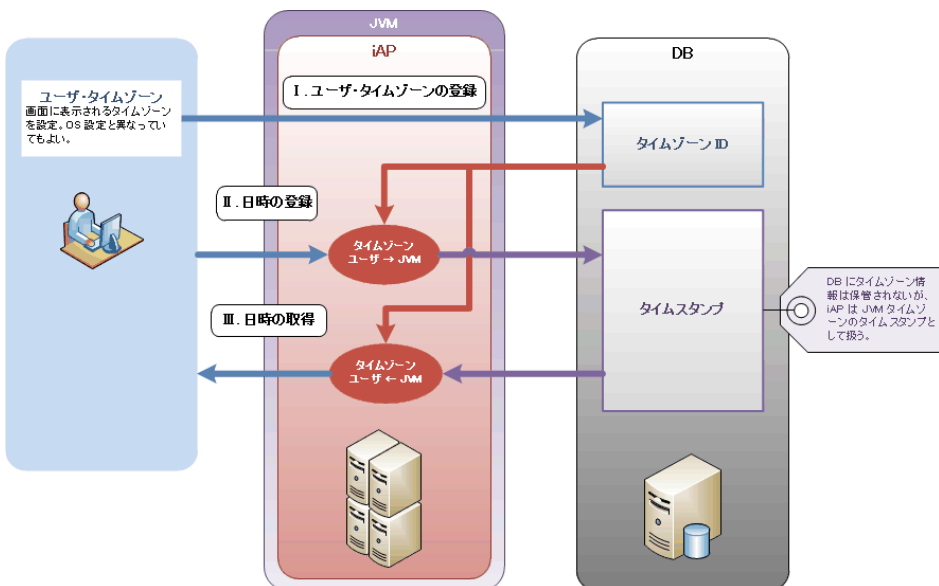 JVM
iAP
DB
ユーザ・タイムゾーン
画面に表示されるタイムゾーン
を設定。OS 設定と異なってい
てもよい。
Ⅰ.ユーザ・タイムゾーンの登録
タイムゾーン ID
Ⅱ.日時の登録
タイムゾーン
ユーザ → JVM
タイムスタンプ
DB にタイムゾーン情
報は保管されないが、
iAP は JVM タイムゾ
ーンのタイムスタンプと
して扱う。
Ⅲ.日時の取得
タイムゾーン
ユーザ ← JVM